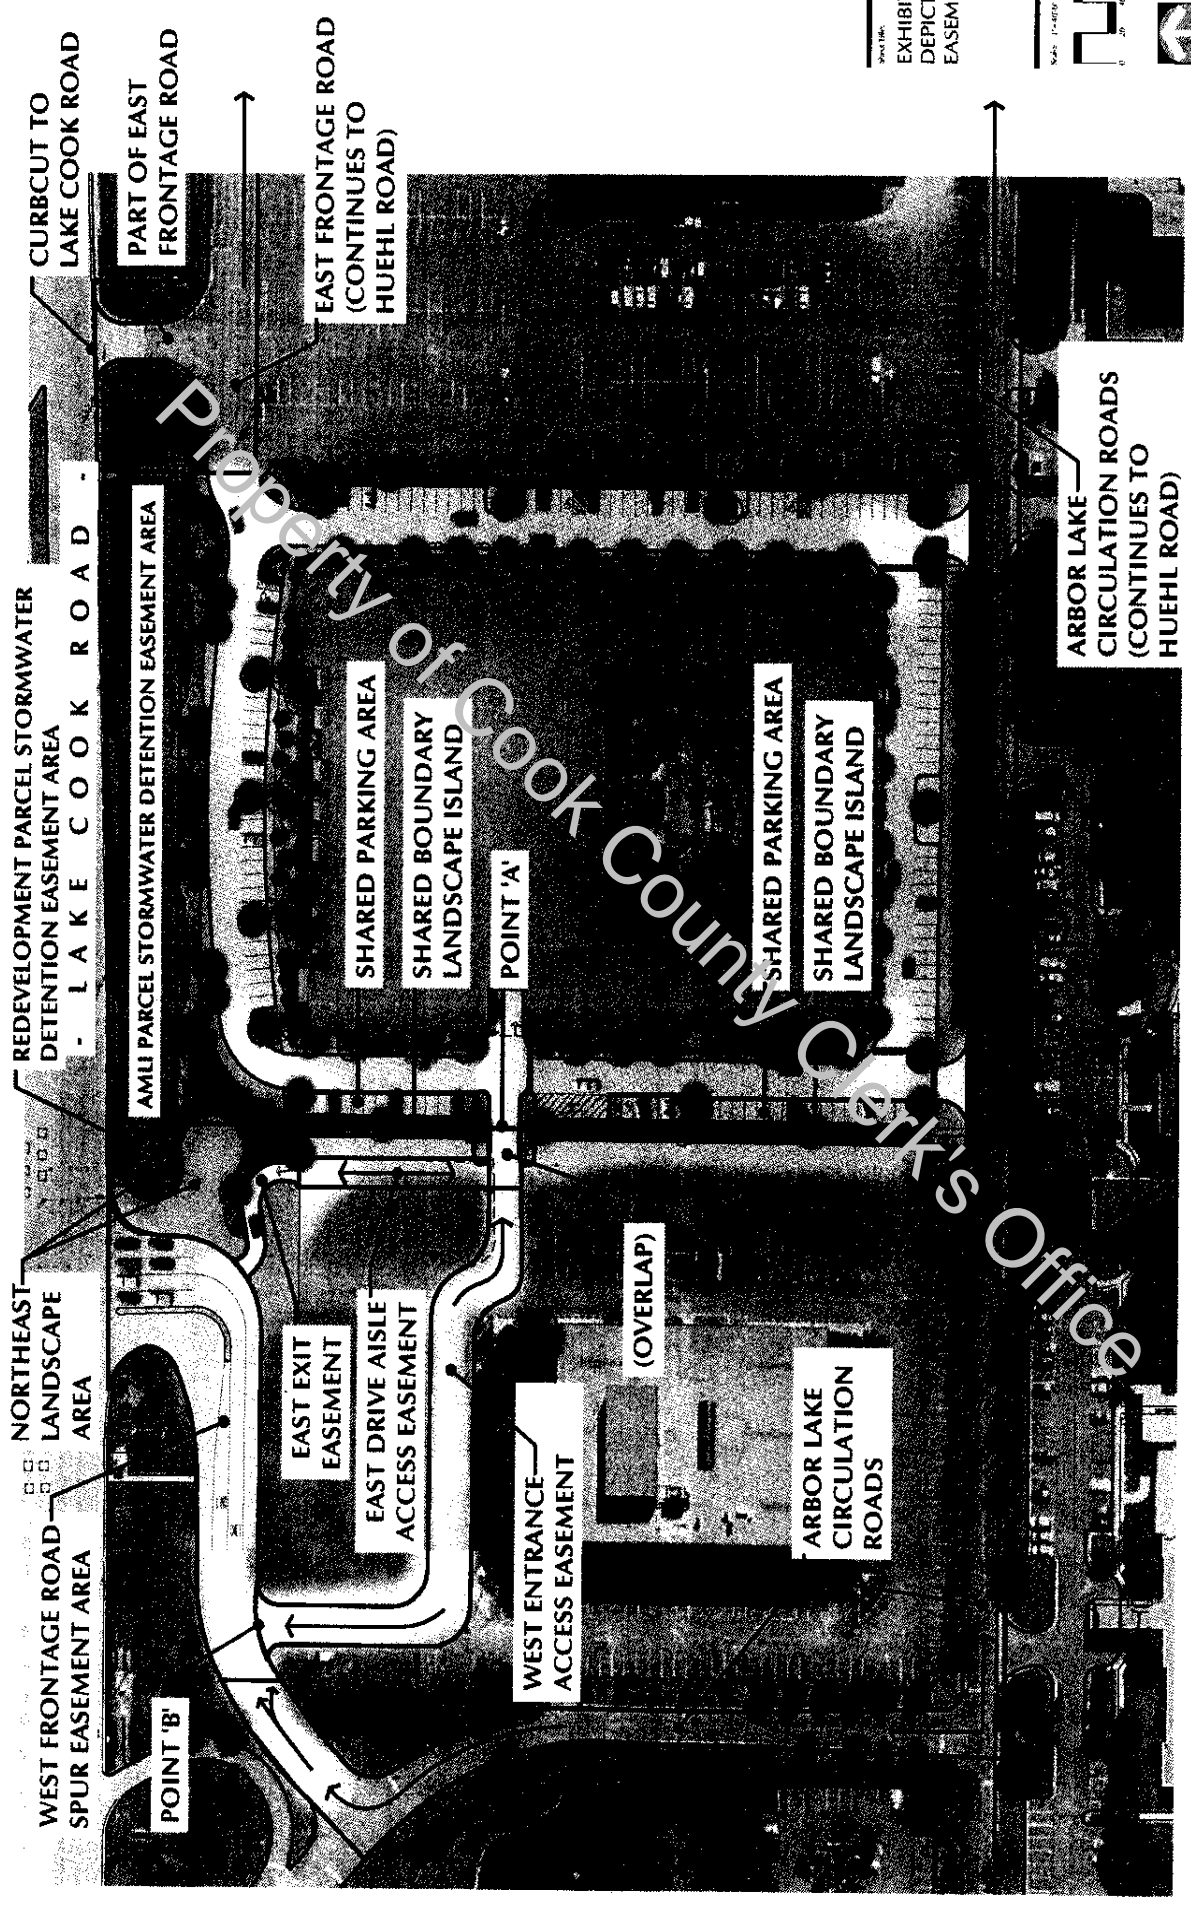 CURBCUT TO
LAKE COOK ROAD
PART OF EAST
FRONTAGE ROAD
EAST FRONTAGE ROAD
(CONTINUES TO
HUEHL ROAD)
REDEVELOPMENT PARCEL STORMWATER
DETENTION EASEMENT AREA
- LAKE COOK ROAD -
AMLI PARCEL STORMWATER DETENTION EASEMENT AREA
NORTHEAST
LANDSCAPE
AREA
WEST FRONTAGE ROAD
SPUR EASEMENT AREA
POINT 'B'
EAST EXIT
EASEMENT
EAST DRIVE AISLE
ACCESS EASEMENT
WEST ENTRANCE
ACCESS EASEMENT
SHARED PARKING AREA
SHARED BOUNDARY
LANDSCAPE ISLAND
POINT 'A'
(OVERLAP)
SHARED PARKING AREA
SHARED BOUNDARY
LANDSCAPE ISLAND
ARBOR LAKE
CIRCULATION
ROADS
ARBOR LAKE
CIRCULATION ROADS
(CONTINUES TO
HUEHL ROAD)
EXHIBI
DEPICT
EASEM
Property of Cook County Clerk's Office